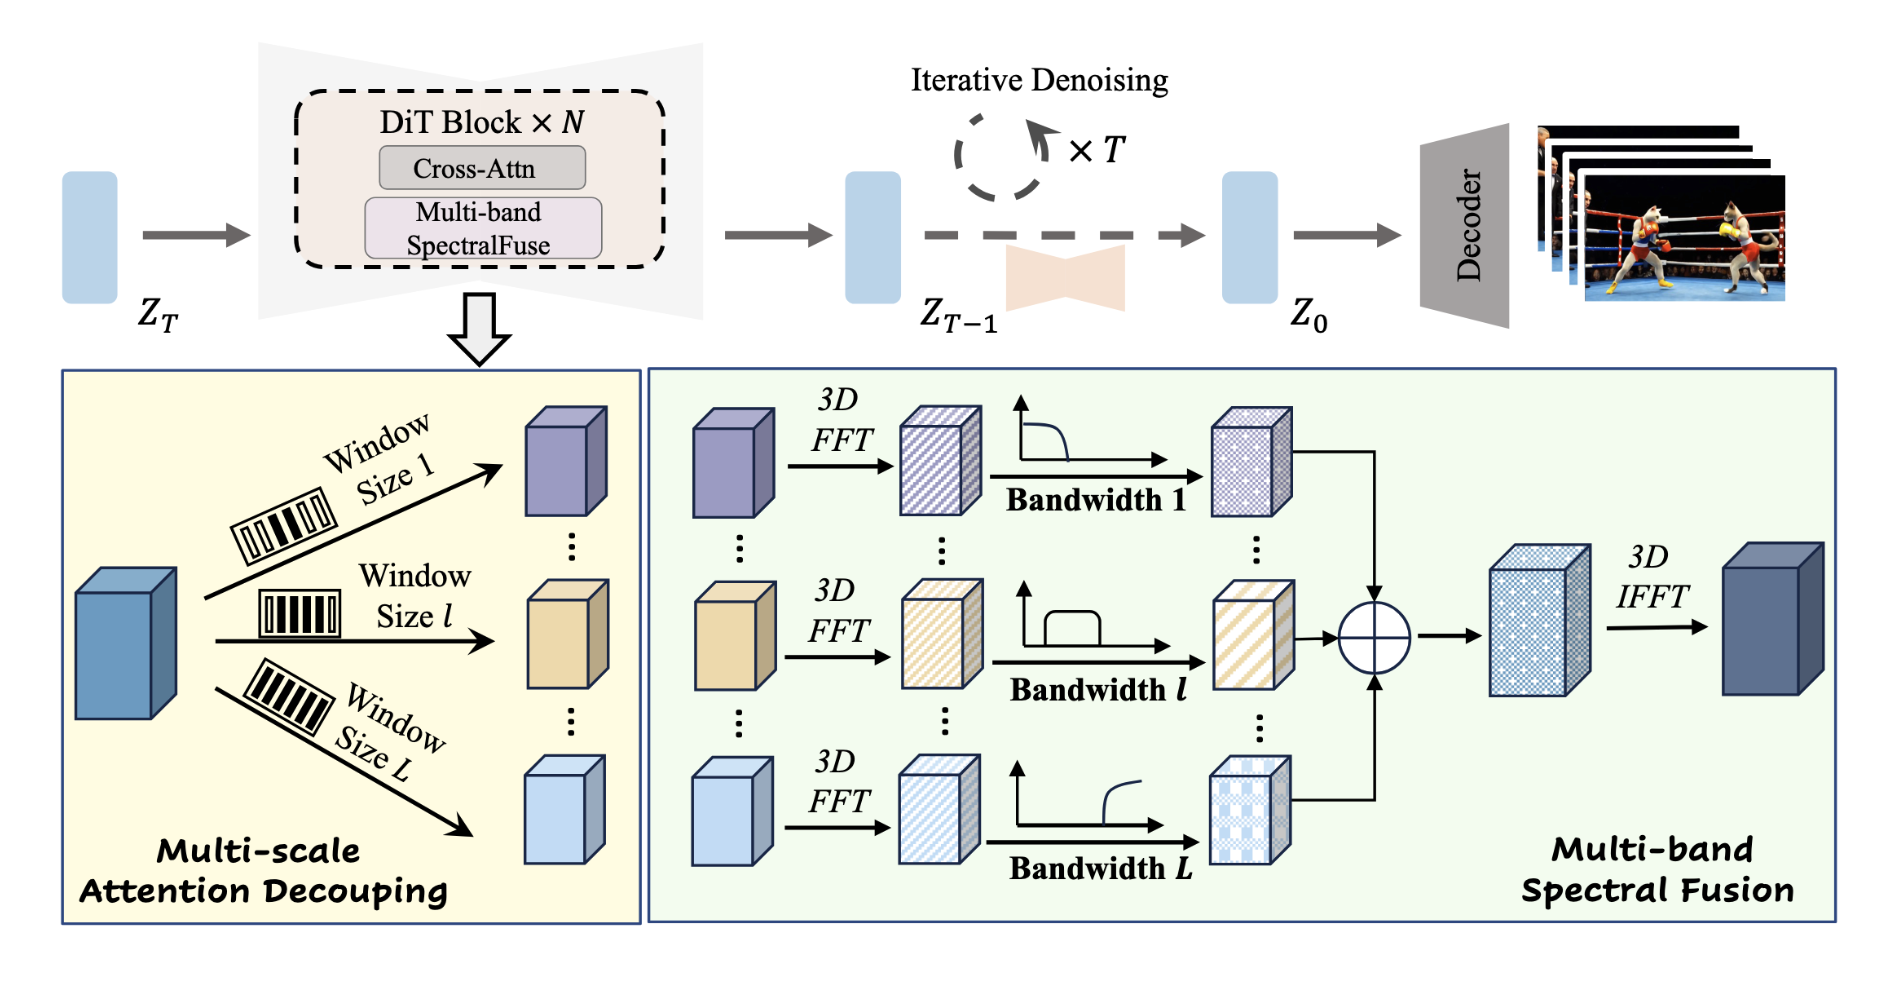 Iterative Denoising
× T
DiT Block × N
Cross-Attn
Multi-band
SpectralFuse
Z_T
Z_{T−1}
Z_0
Decoder
Window
Size 1
Window
Size l
Window
Size L
Multi-scale
Attention Decouping
3D
FFT
Bandwidth 1
3D
FFT
Bandwidth l
3D
FFT
Bandwidth L
3D
IFFT
Multi-band
Spectral Fusion